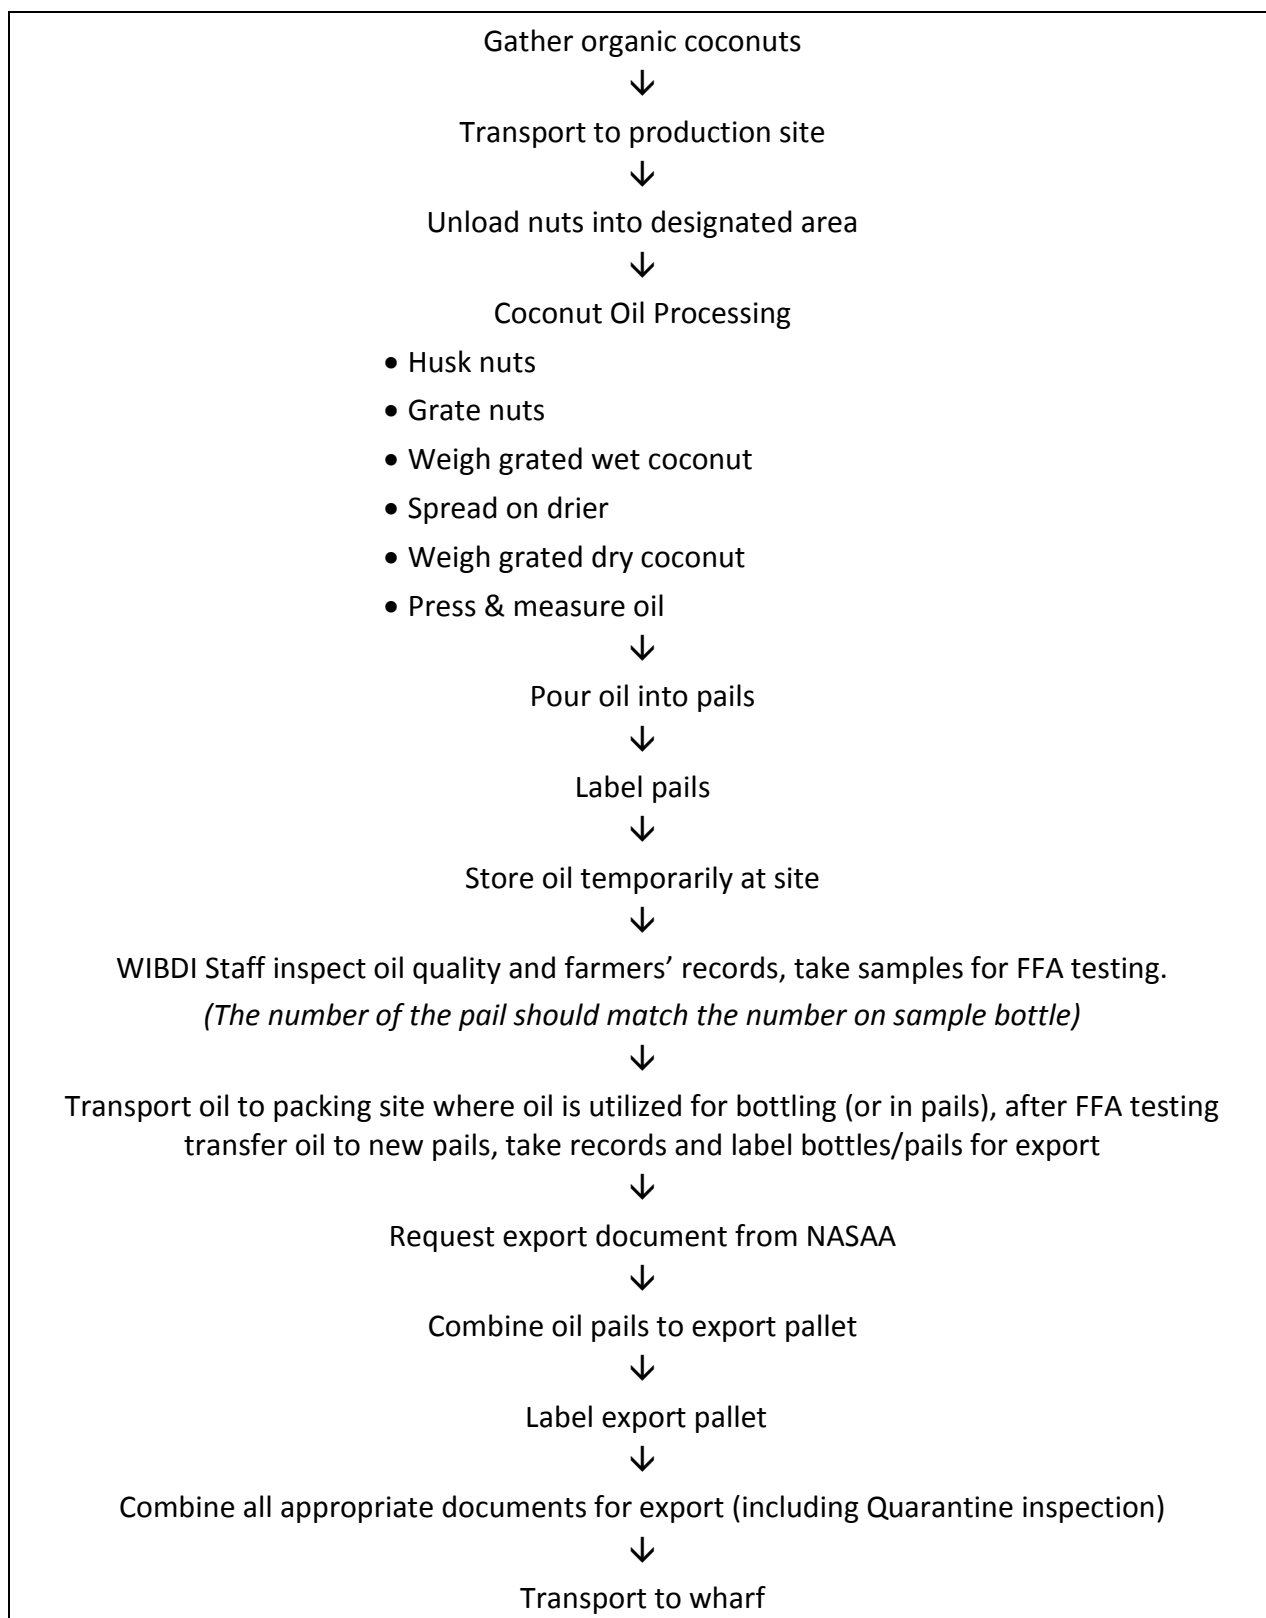 Gather organic coconuts
↓
Transport to production site
↓
Unload nuts into designated area
↓
Coconut Oil Processing
• Husk nuts
• Grate nuts
• Weigh grated wet coconut
• Spread on drier
• Weigh grated dry coconut
• Press & measure oil
↓
Pour oil into pails
↓
Label pails
↓
Store oil temporarily at site
↓
WIBDI Staff inspect oil quality and farmers’ records, take samples for FFA testing.
(The number of the pail should match the number on sample bottle)
↓
Transport oil to packing site where oil is utilized for bottling (or in pails), after FFA testing
transfer oil to new pails, take records and label bottles/pails for export
↓
Request export document from NASAA
↓
Combine oil pails to export pallet
↓
Label export pallet
↓
Combine all appropriate documents for export (including Quarantine inspection)
↓
Transport to wharf